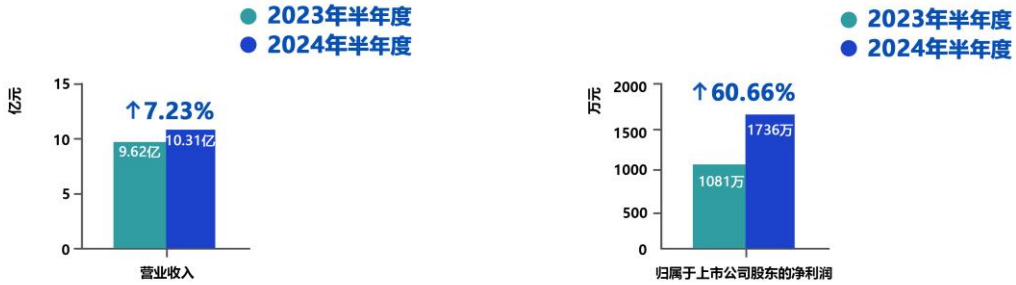 2023年半年度
2024年半年度
亿元
15
10
5
0
↑7.23%
9.62亿
10.31亿
营业收入
2023年半年度
2024年半年度
万元
2000
1500
1000
500
0
↑60.66%
1081万
1736万
归属于上市公司股东的净利润